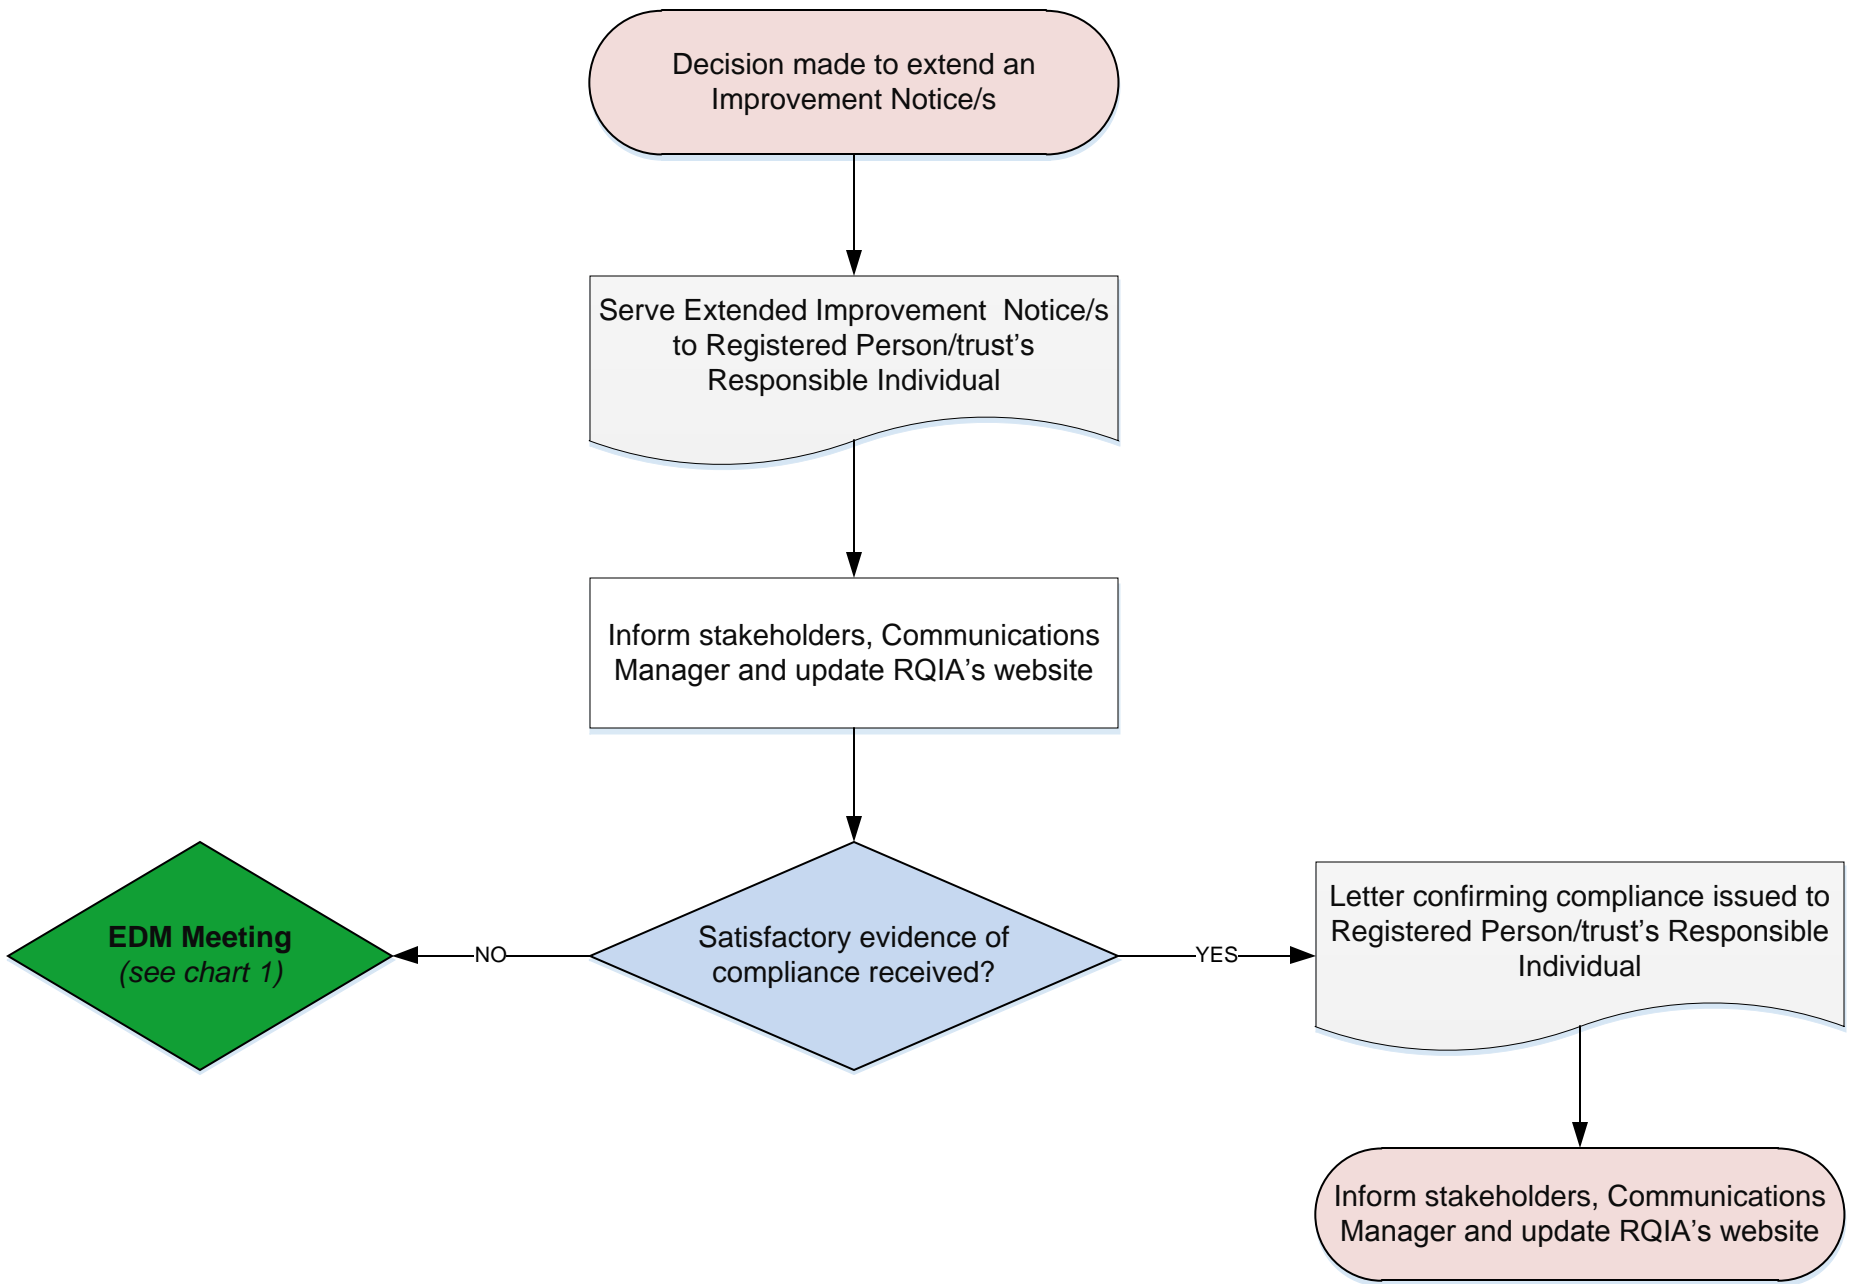 Decision made to extend an
Improvement Notice/s
Serve Extended Improvement Notice/s
to Registered Person/trust’s
Responsible Individual
Inform stakeholders, Communications
Manager and update RQIA’s website
EDM Meeting
(see chart 1)
NO
Satisfactory evidence of
compliance received?
YES
Letter confirming compliance issued to
Registered Person/trust’s Responsible
Individual
Inform stakeholders, Communications
Manager and update RQIA’s website